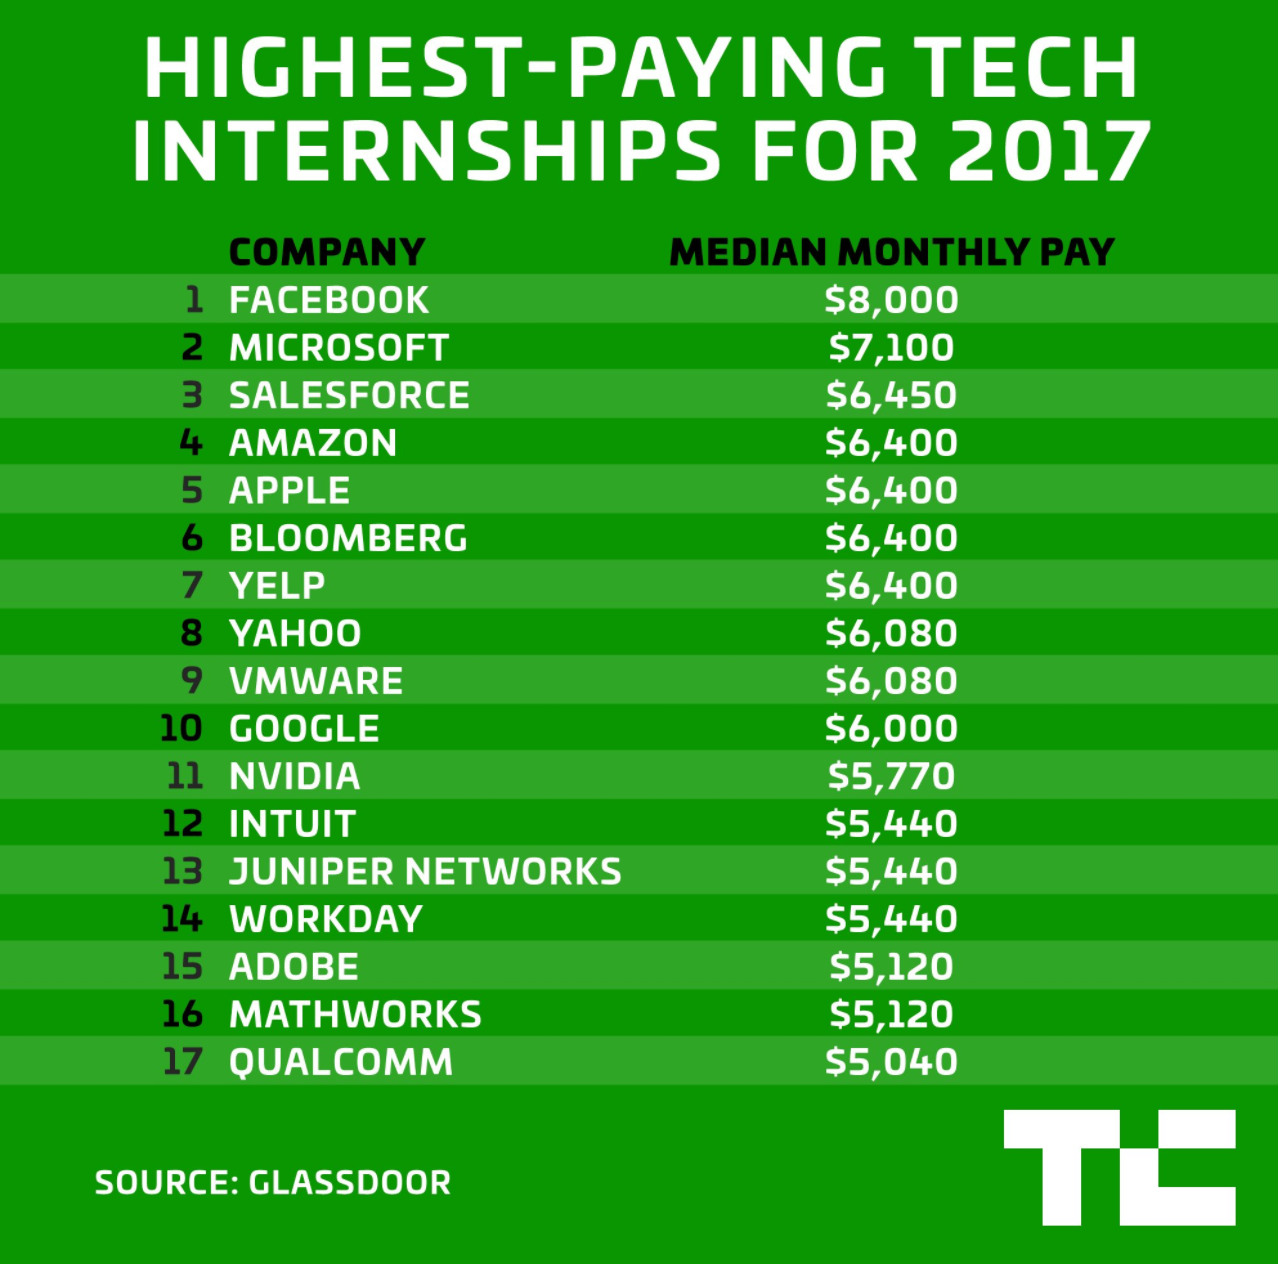 HIGHEST-PAYING TECH
INTERNSHIPS FOR 2017
COMPANY MEDIAN MONTHLY PAY
1 FACEBOOK $8,000
2 MICROSOFT $7,100
3 SALESFORCE $6,450
4 AMAZON $6,400
5 APPLE $6,400
6 BLOOMBERG $6,400
7 YELP $6,400
8 YAHOO $6,080
9 VMWARE $6,080
10 GOOGLE $6,000
11 NVIDIA $5,770
12 INTUIT $5,440
13 JUNIPER NETWORKS $5,440
14 WORKDAY $5,440
15 ADOBE $5,120
16 MATHWORKS $5,120
17 QUALCOMM $5,040
SOURCE: GLASSDOOR
TC